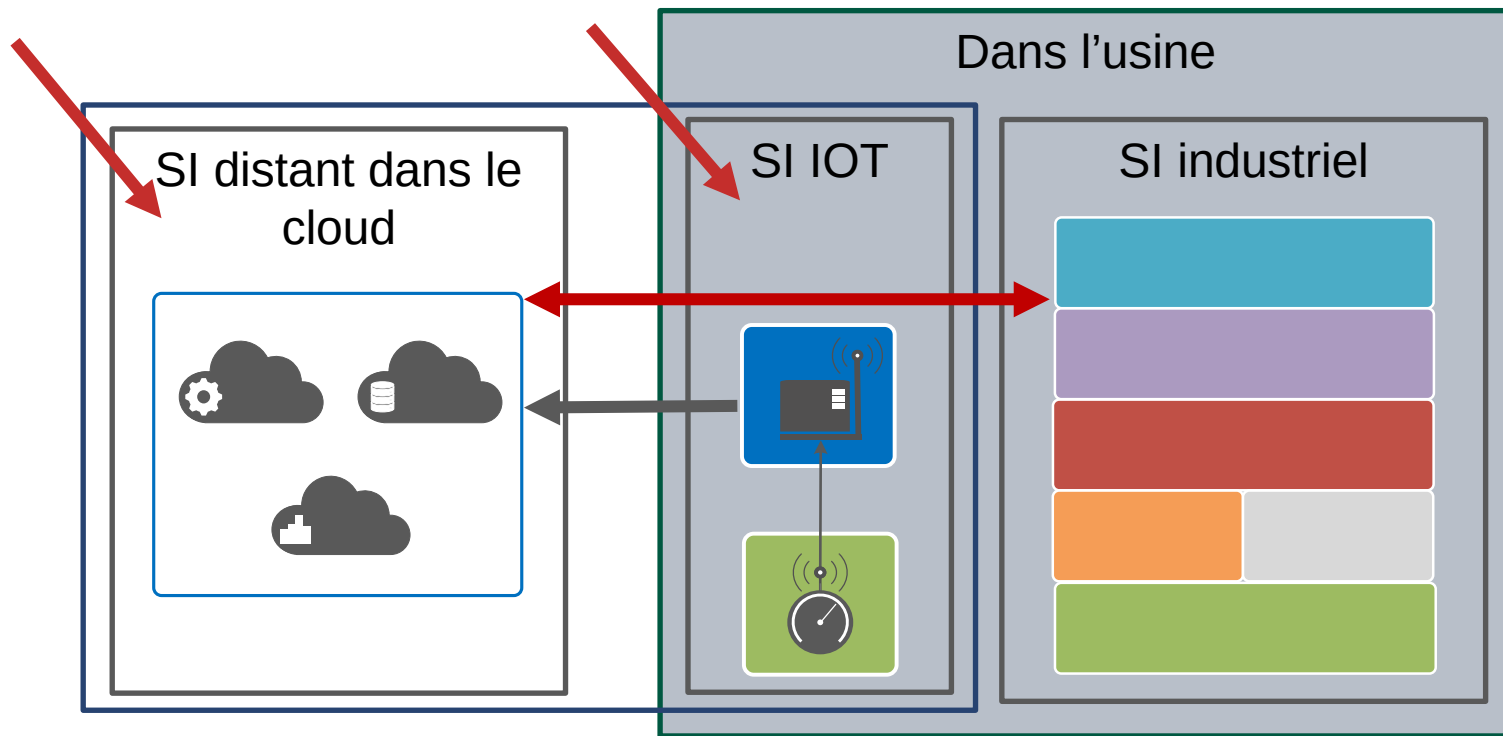 Dans l’usine
SI distant dans le
cloud
SI IOT
SI industriel